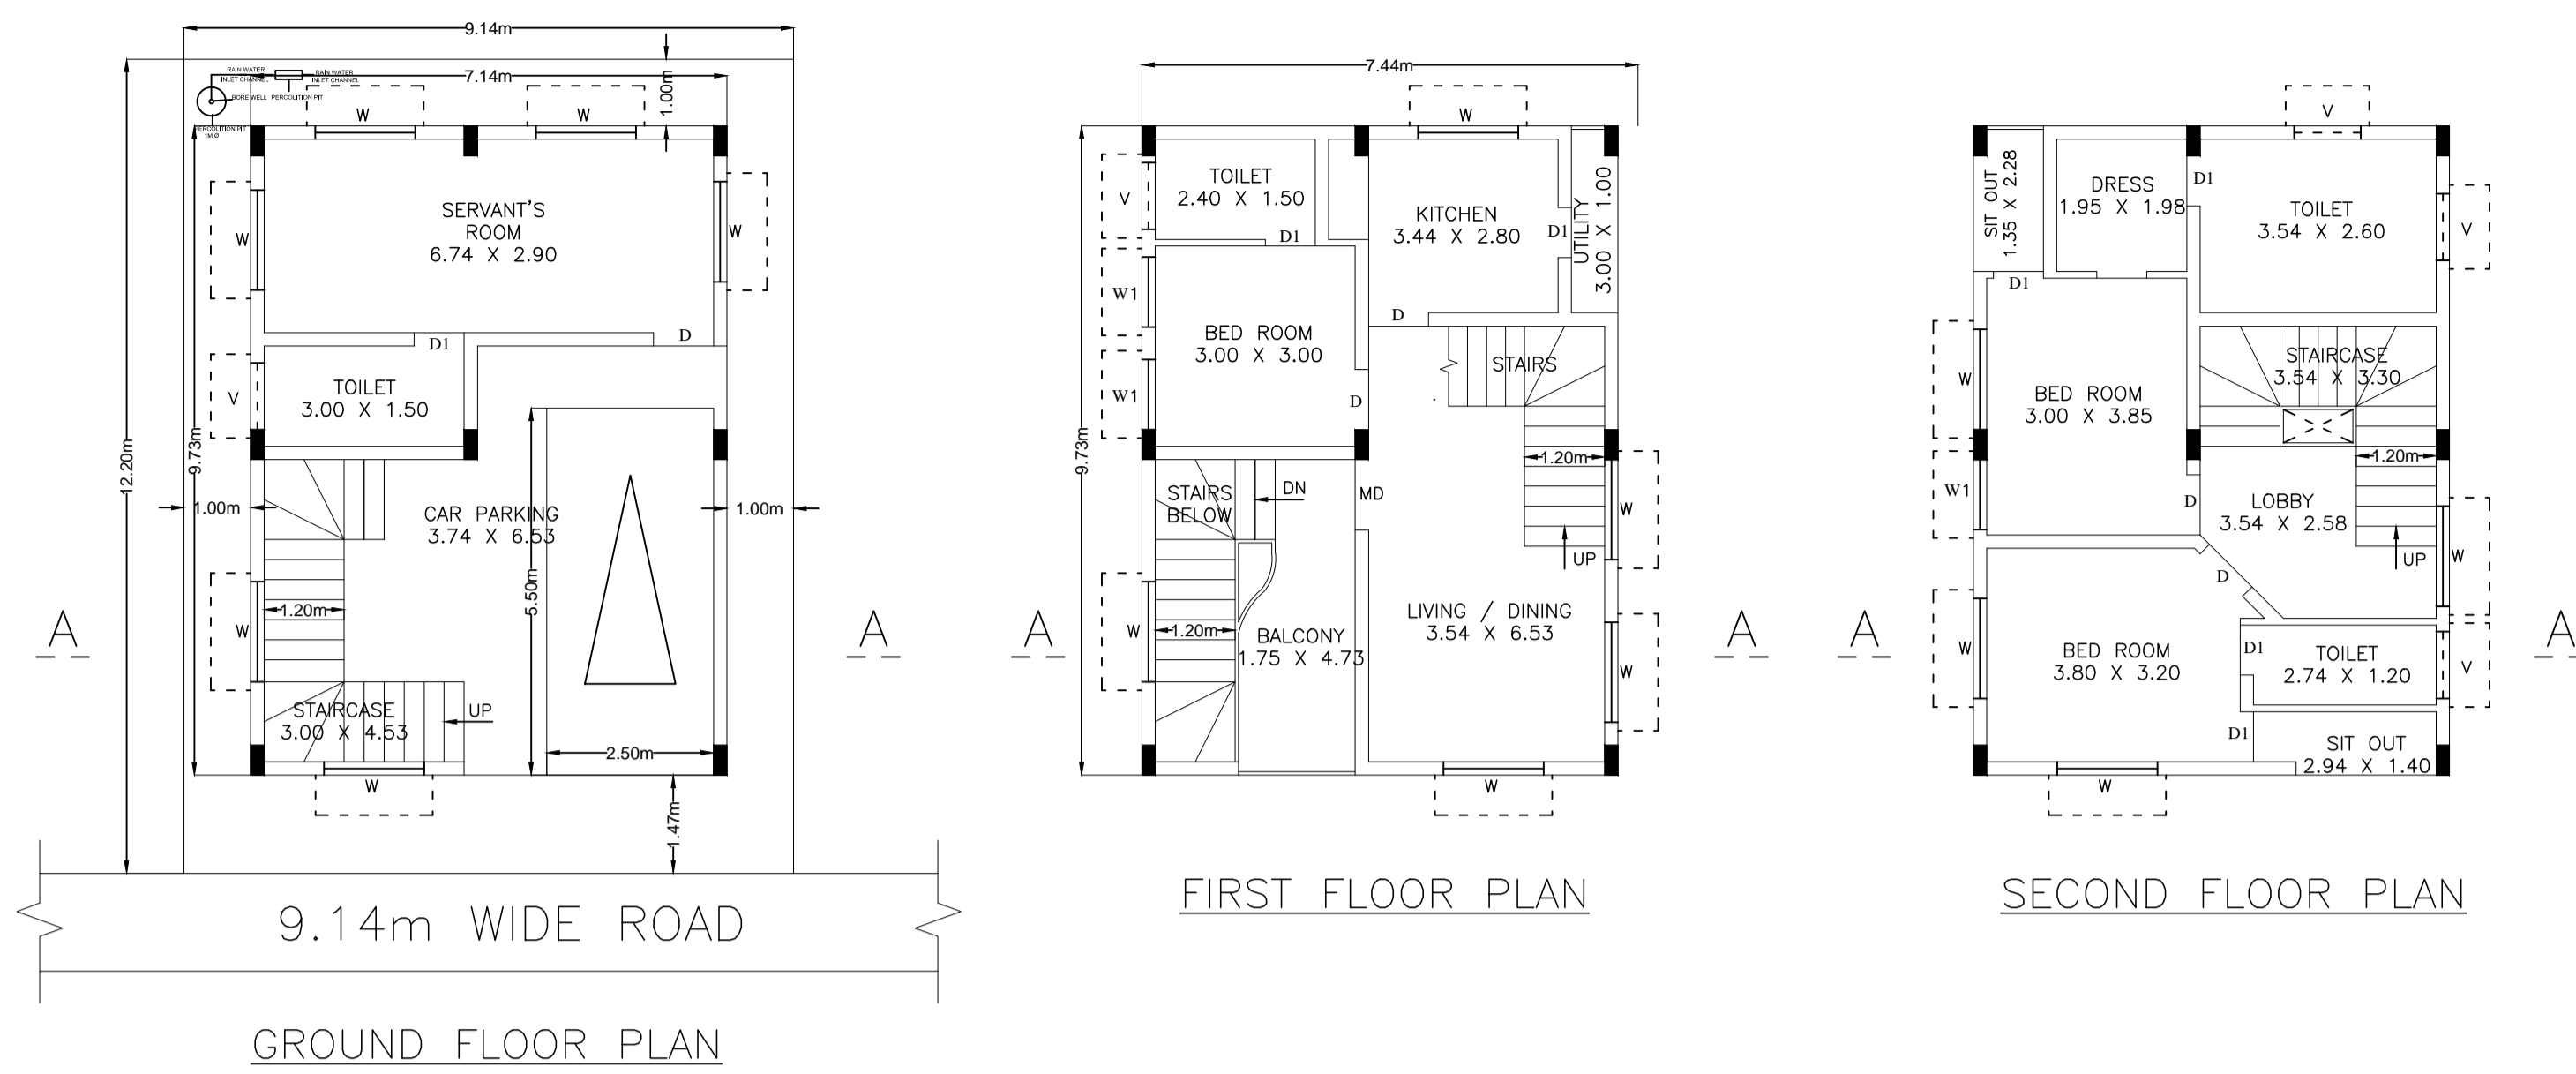 9.14m
RAIN WATER
INLET CHANNEL
RAIN WATER
INLET CHANNEL
7.14m
1.00m
BORE WELL
PERCOLITION PIT
PERCOLITION PIT
1M Ø
W
W
SERVANT'S
ROOM
6.74 X 2.90
W
W
D1
D
TOILET
3.00 X 1.50
V
12.20m
9.73m
1.00m
CAR PARKING
3.74 X 6.53
1.00m
5.50m
1.20m
W
A
A
STAIRCASE
3.00 X 4.53
UP
2.50m
W
1.47m
9.14m WIDE ROAD
GROUND FLOOR PLAN
7.44m
W
TOILET
2.40 X 1.50
V
D1
KITCHEN
3.44 X 2.80
D1
UTILITY
3.00 X 1.00
W1
D
BED ROOM
3.00 X 3.00
STAIRS
W1
D
9.73m
1.20m
STAIRS
BELOW
DN
MD
W
UP
LIVING / DINING
3.54 X 6.53
1.20m
W
BALCONY
1.75 X 4.73
A
A
W
W
FIRST FLOOR PLAN
V
SIT OUT
1.35 X 2.28
DRESS
1.95 X 1.98
D1
TOILET
3.54 X 2.60
V
D1
STAIRCASE
3.54 X 3.30
W
BED ROOM
3.00 X 3.85
1.20m
W1
D
LOBBY
3.54 X 2.58
UP
W
D
BED ROOM
3.80 X 3.20
W
D1
TOILET
2.74 X 1.20
V
A
A
D1
SIT OUT
2.94 X 1.40
W
SECOND FLOOR PLAN